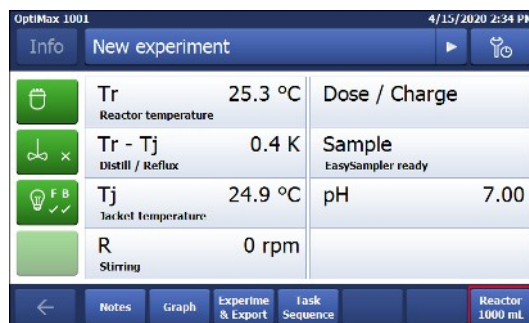 OptiMax 1001 4/15/2020 2:34 PM
Info New experiment
Tr 25.3 °C Dose / Charge
Reactor temperature
Tr - Tj 0.4 K Sample
Distill / Reflux EasySampler ready
F B
Tj 24.9 °C pH 7.00
Jacket temperature
R 0 rpm
Stirring
Notes Graph Experime Task Reactor
& Export Sequence 1000 mL